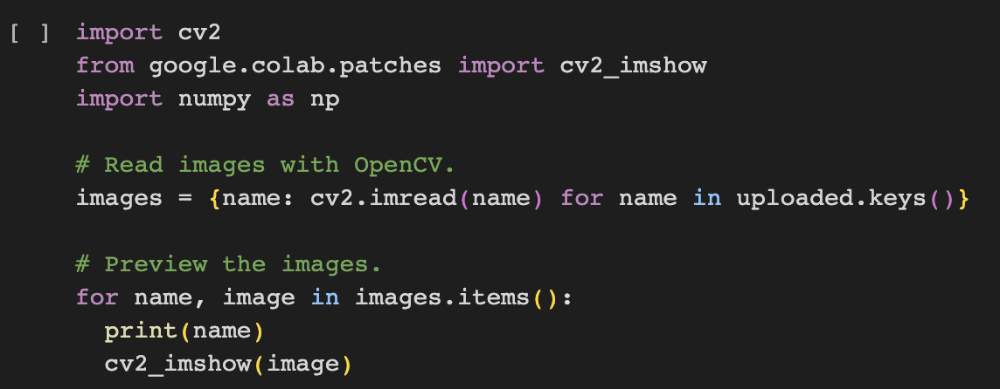 [ ] import cv2
from google.colab.patches import cv2_imshow
import numpy as np

# Read images with OpenCV.
images = {name: cv2.imread(name) for name in uploaded.keys()}

# Preview the images.
for name, image in images.items():
  print(name)
  cv2_imshow(image)